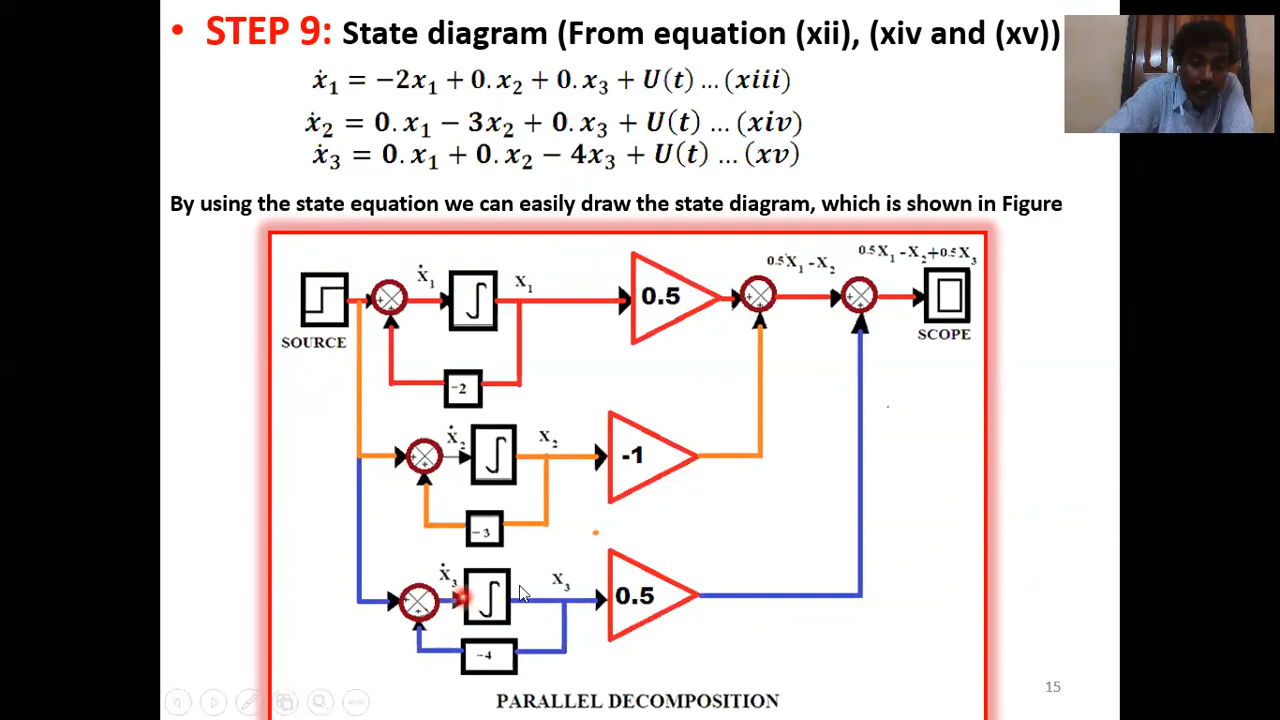 • STEP 9: State diagram (From equation (xii), (xiv and (xv))
ẋ₁ = −2x₁ + 0.x₂ + 0.x₃ + U(t) … (xiii)
ẋ₂ = 0.x₁ − 3x₂ + 0.x₃ + U(t) … (xiv)
ẋ₃ = 0.x₁ + 0.x₂ − 4x₃ + U(t) … (xv)
By using the state equation we can easily draw the state diagram, which is shown in Figure
0.5X₁ -X₂
0.5X₁ -X₂+0.5X₃
Ẋ₁
∫
X₁
0.5
SOURCE
SCOPE
-2
Ẋ₂
∫
X₂
-1
-3
Ẋ₃
∫
X₃
0.5
-4
PARALLEL DECOMPOSITION
15